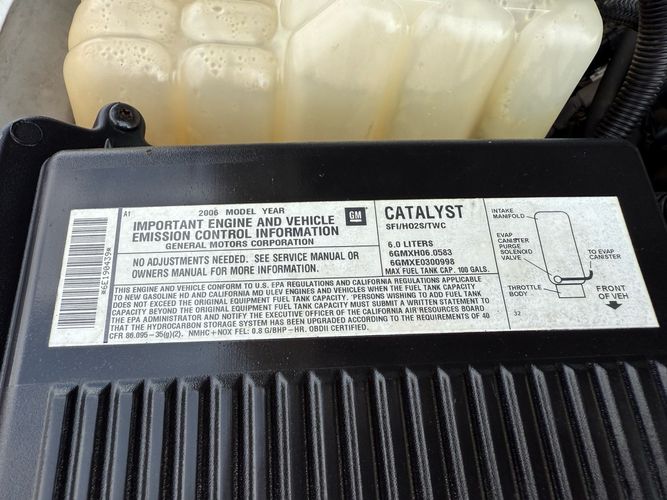 A1
2006 MODEL YEAR
IMPORTANT ENGINE AND VEHICLE
EMISSION CONTROL INFORMATION
GENERAL MOTORS CORPORATION
GM
NO ADJUSTMENTS NEEDED. SEE SERVICE MANUAL OR
OWNERS MANUAL FOR MORE INFORMATION.
CATALYST
SFI/HO2S/TWC
6.0 LITERS
6GMXH06.0583
6GMXE0300998
MAX FUEL TANK CAP. 100 GALS.
THIS ENGINE AND VEHICLE CONFORM TO U.S. EPA REGULATIONS AND CALIFORNIA REGULATIONS APPLICABLE
TO NEW GASOLINE HD AND CALIFORNIA MD ULEV ENGINES AND VEHICLES WHEN THE FUEL TANK CAPACITY
DOES NOT EXCEED THE ORIGINAL EQUIPMENT FUEL TANK CAPACITY. *PERSONS WISHING TO ADD FUEL TANK
CAPACITY BEYOND THE ORIGINAL EQUIPMENT FUEL TANK CAPACITY MUST SUBMIT A WRITTEN STATEMENT TO
THE EPA ADMINISTRATOR AND NOTIFY THE EXECUTIVE OFFICER OF THE CALIFORNIA AIR RESOURCES BOARD
THAT THE HYDROCARBON STORAGE SYSTEM HAS BEEN UPGRADED ACCORDING TO THE REQUIREMENTS OF 40
CFR 86.095-35(g)(2). NMHC+NOX FEL: 0.8 G/BHP-HR. OBDII CERTIFIED.
INTAKE
MANIFOLD
EVAP
CANISTER
PURGE
SOLENOID
VALVE
TO EVAP
CANISTER
THROTTLE
BODY
FRONT
OF VEH
32
*6E190439*